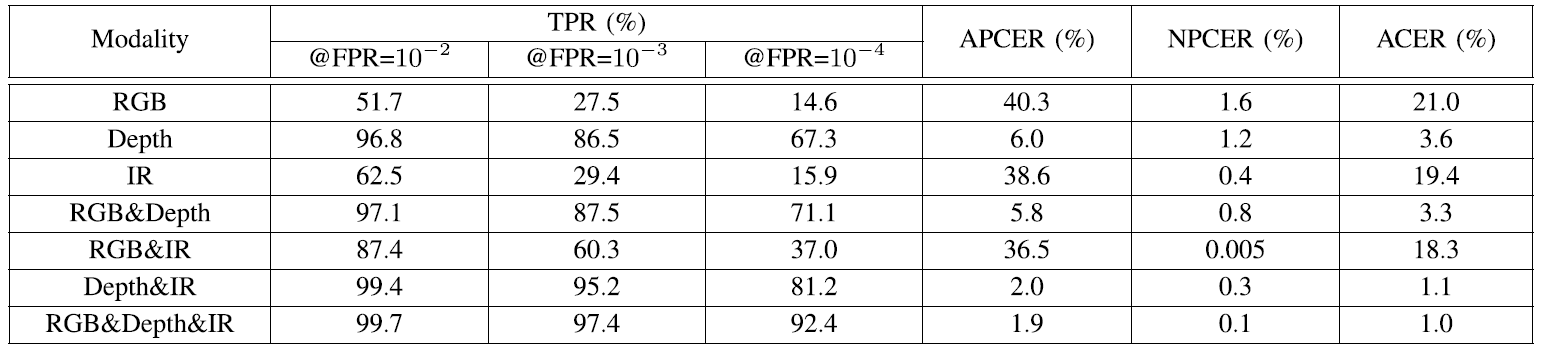 Modality TPR (%) APCER (%) NPCER (%) ACER (%)
@FPR=10⁻² @FPR=10⁻³ @FPR=10⁻⁴
RGB 51.7 27.5 14.6 40.3 1.6 21.0
Depth 96.8 86.5 67.3 6.0 1.2 3.6
IR 62.5 29.4 15.9 38.6 0.4 19.4
RGB&Depth 97.1 87.5 71.1 5.8 0.8 3.3
RGB&IR 87.4 60.3 37.0 36.5 0.005 18.3
Depth&IR 99.4 95.2 81.2 2.0 0.3 1.1
RGB&Depth&IR 99.7 97.4 92.4 1.9 0.1 1.0